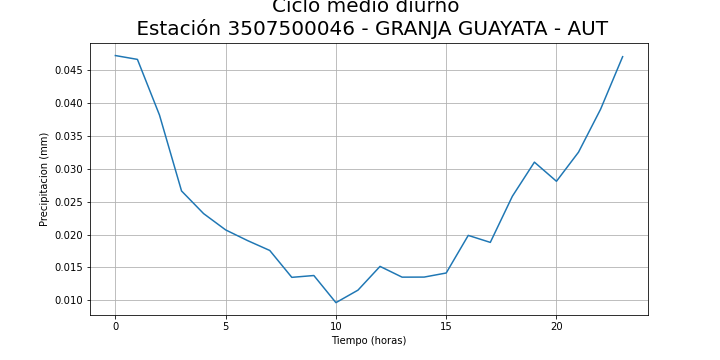 Ciclo medio diurno
Estación 3507500046 - GRANJA GUAYATA - AUT
0.045
0.040
0.035
0.030
0.025
0.020
0.015
0.010
Precipitacion (mm)
0 5 10 15 20
Tiempo (horas)